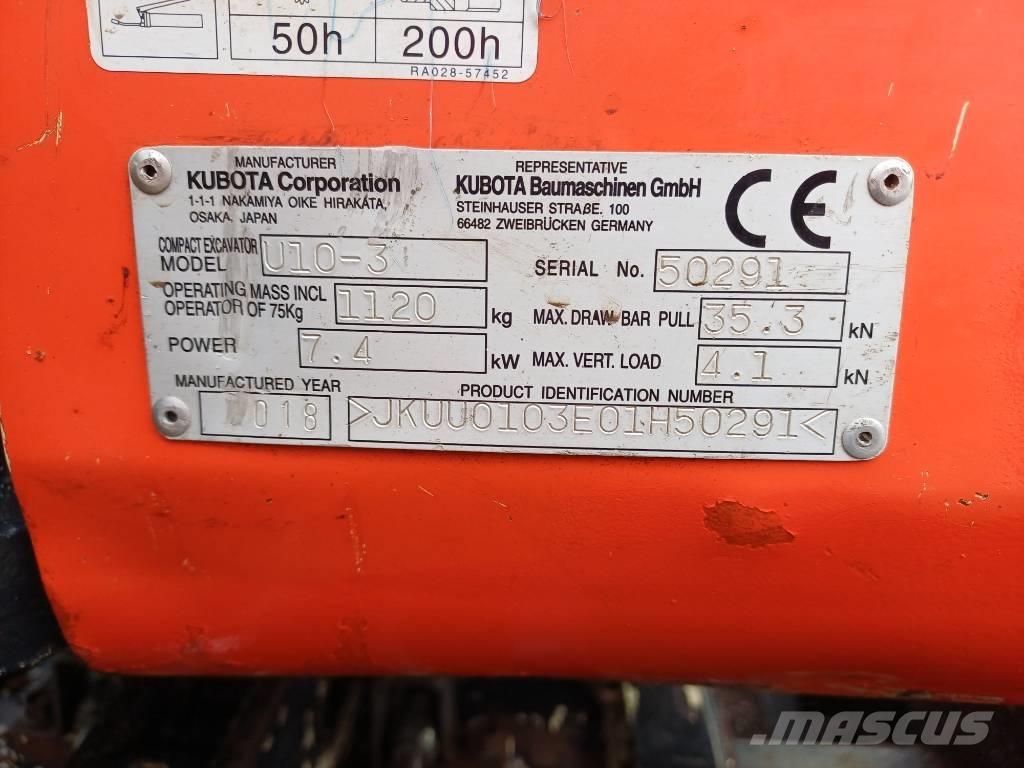 50h 200h
RA028-57452
MANUFACTURER
KUBOTA Corporation
1-1-1 NAKAMIYA OIKE HIRAKATA,
OSAKA, JAPAN
REPRESENTATIVE
KUBOTA Baumaschinen GmbH
STEINHAUSER STRAßE. 100
66482 ZWEIBRÜCKEN GERMANY
CE
COMPACT EXCAVATOR
MODEL U10-3
SERIAL No. 50291
OPERATING MASS INCL
OPERATOR OF 75Kg 1120 kg
MAX. DRAW BAR PULL 35.3 kN
POWER 7.4 kW
MAX. VERT. LOAD 4.1 kN
MANUFACTURED YEAR
2018
PRODUCT IDENTIFICATION NUMBER
>JKUU0103E01H50291<
MASCUS